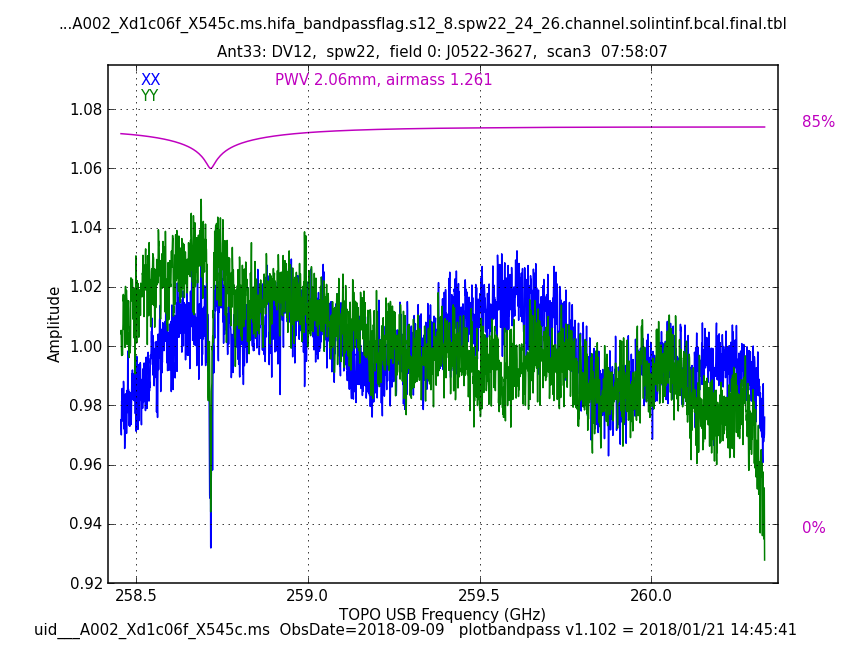 ...A002_Xd1c06f_X545c.ms.hifa_bandpassflag.s12_8.spw22_24_26.channel.solintinf.bcal.final.tbl
Ant33: DV12,  spw22,  field 0: J0522-3627,  scan3  07:58:07
XX
PWV 2.06mm, airmass 1.261
YY
1.08
85%
1.06
1.04
1.02
1.00
Amplitude
0.98
0.96
0.94
0%
0.92
258.5 259.0 259.5 260.0
TOPO USB Frequency (GHz)
uid___A002_Xd1c06f_X545c.ms  ObsDate=2018-09-09   plotbandpass v1.102 = 2018/01/21 14:45:41